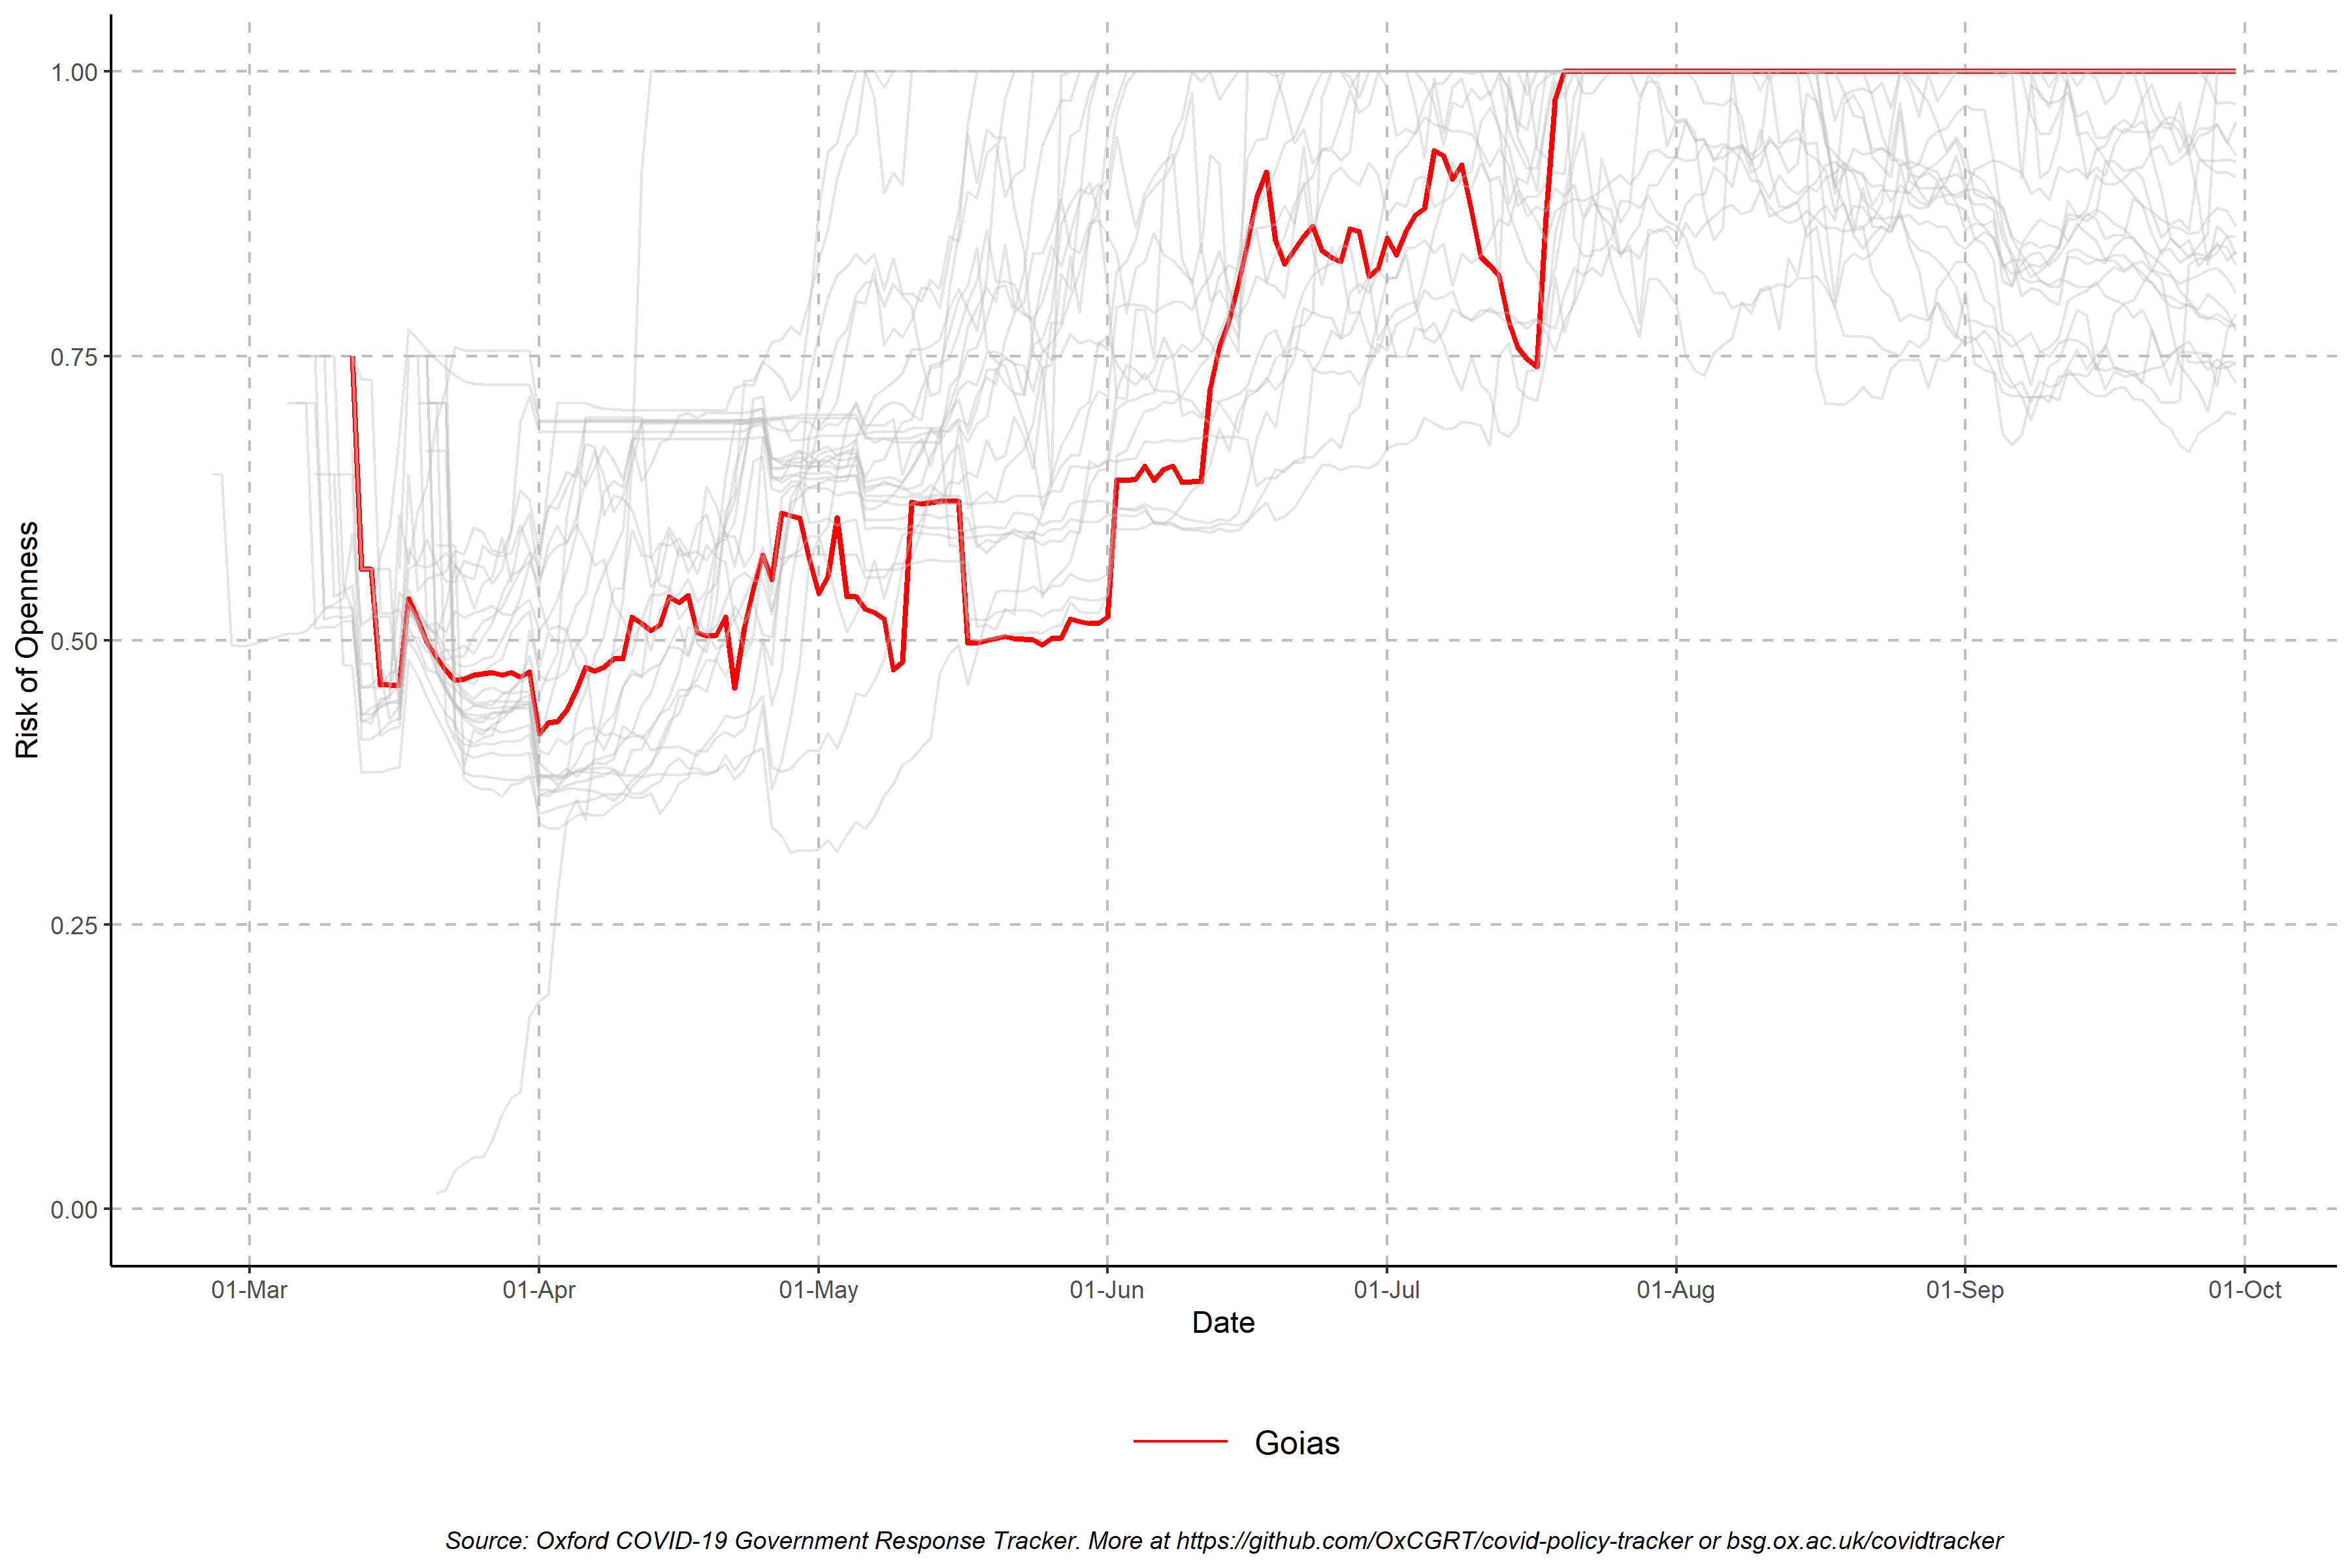 1.00
0.75
0.50
0.25
0.00
Risk of Openness
01-Mar 01-Apr 01-May 01-Jun 01-Jul 01-Aug 01-Sep 01-Oct
Date
Goias
Source: Oxford COVID-19 Government Response Tracker. More at https://github.com/OxCGRT/covid-policy-tracker or bsg.ox.ac.uk/covidtracker